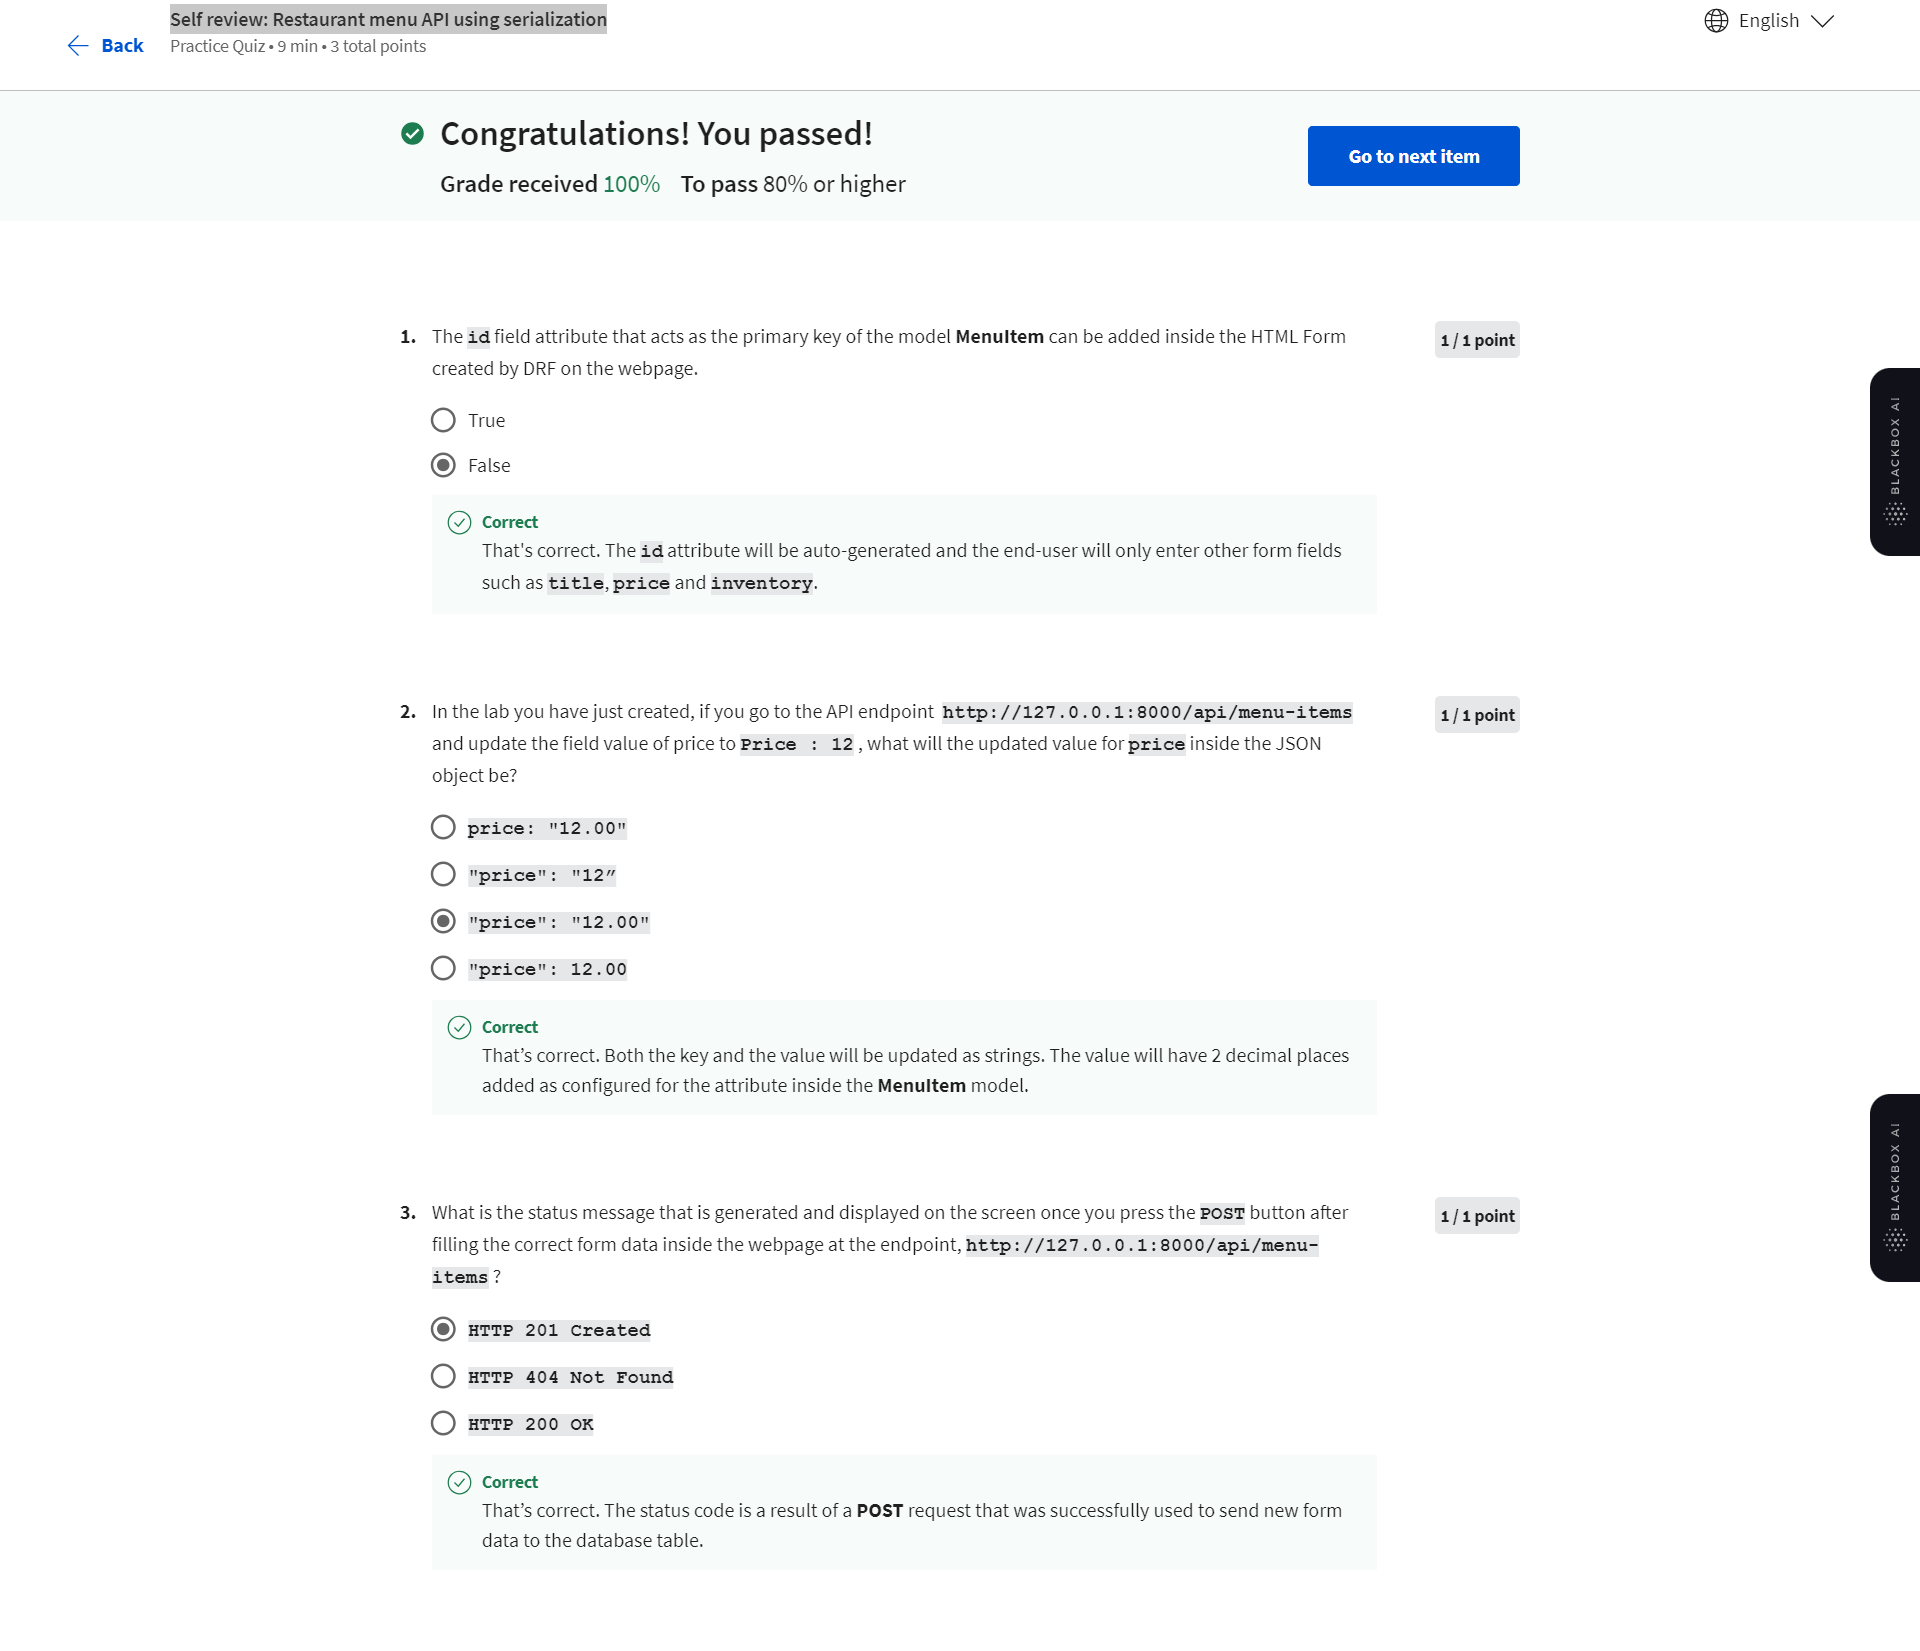 Self review: Restaurant menu API using serialization
Back
Practice Quiz • 9 min • 3 total points
English
Congratulations! You passed!
Grade received 100% To pass 80% or higher
Go to next item
1. The id field attribute that acts as the primary key of the model MenuItem can be added inside the HTML Form
created by DRF on the webpage.
1 / 1 point
True
False
Correct
That's correct. The id attribute will be auto-generated and the end-user will only enter other form fields
such as title, price and inventory.
BLACKBOX AI
2. In the lab you have just created, if you go to the API endpoint http://127.0.0.1:8000/api/menu-items
and update the field value of price to Price : 12 , what will the updated value for price inside the JSON
object be?
1 / 1 point
price: "12.00"
"price": "12”
"price": "12.00"
"price": 12.00
Correct
That’s correct. Both the key and the value will be updated as strings. The value will have 2 decimal places
added as configured for the attribute inside the MenuItem model.
BLACKBOX AI
3. What is the status message that is generated and displayed on the screen once you press the POST button after
filling the correct form data inside the webpage at the endpoint, http://127.0.0.1:8000/api/menu-
items ?
1 / 1 point
HTTP 201 Created
HTTP 404 Not Found
HTTP 200 OK
Correct
That’s correct. The status code is a result of a POST request that was successfully used to send new form
data to the database table.